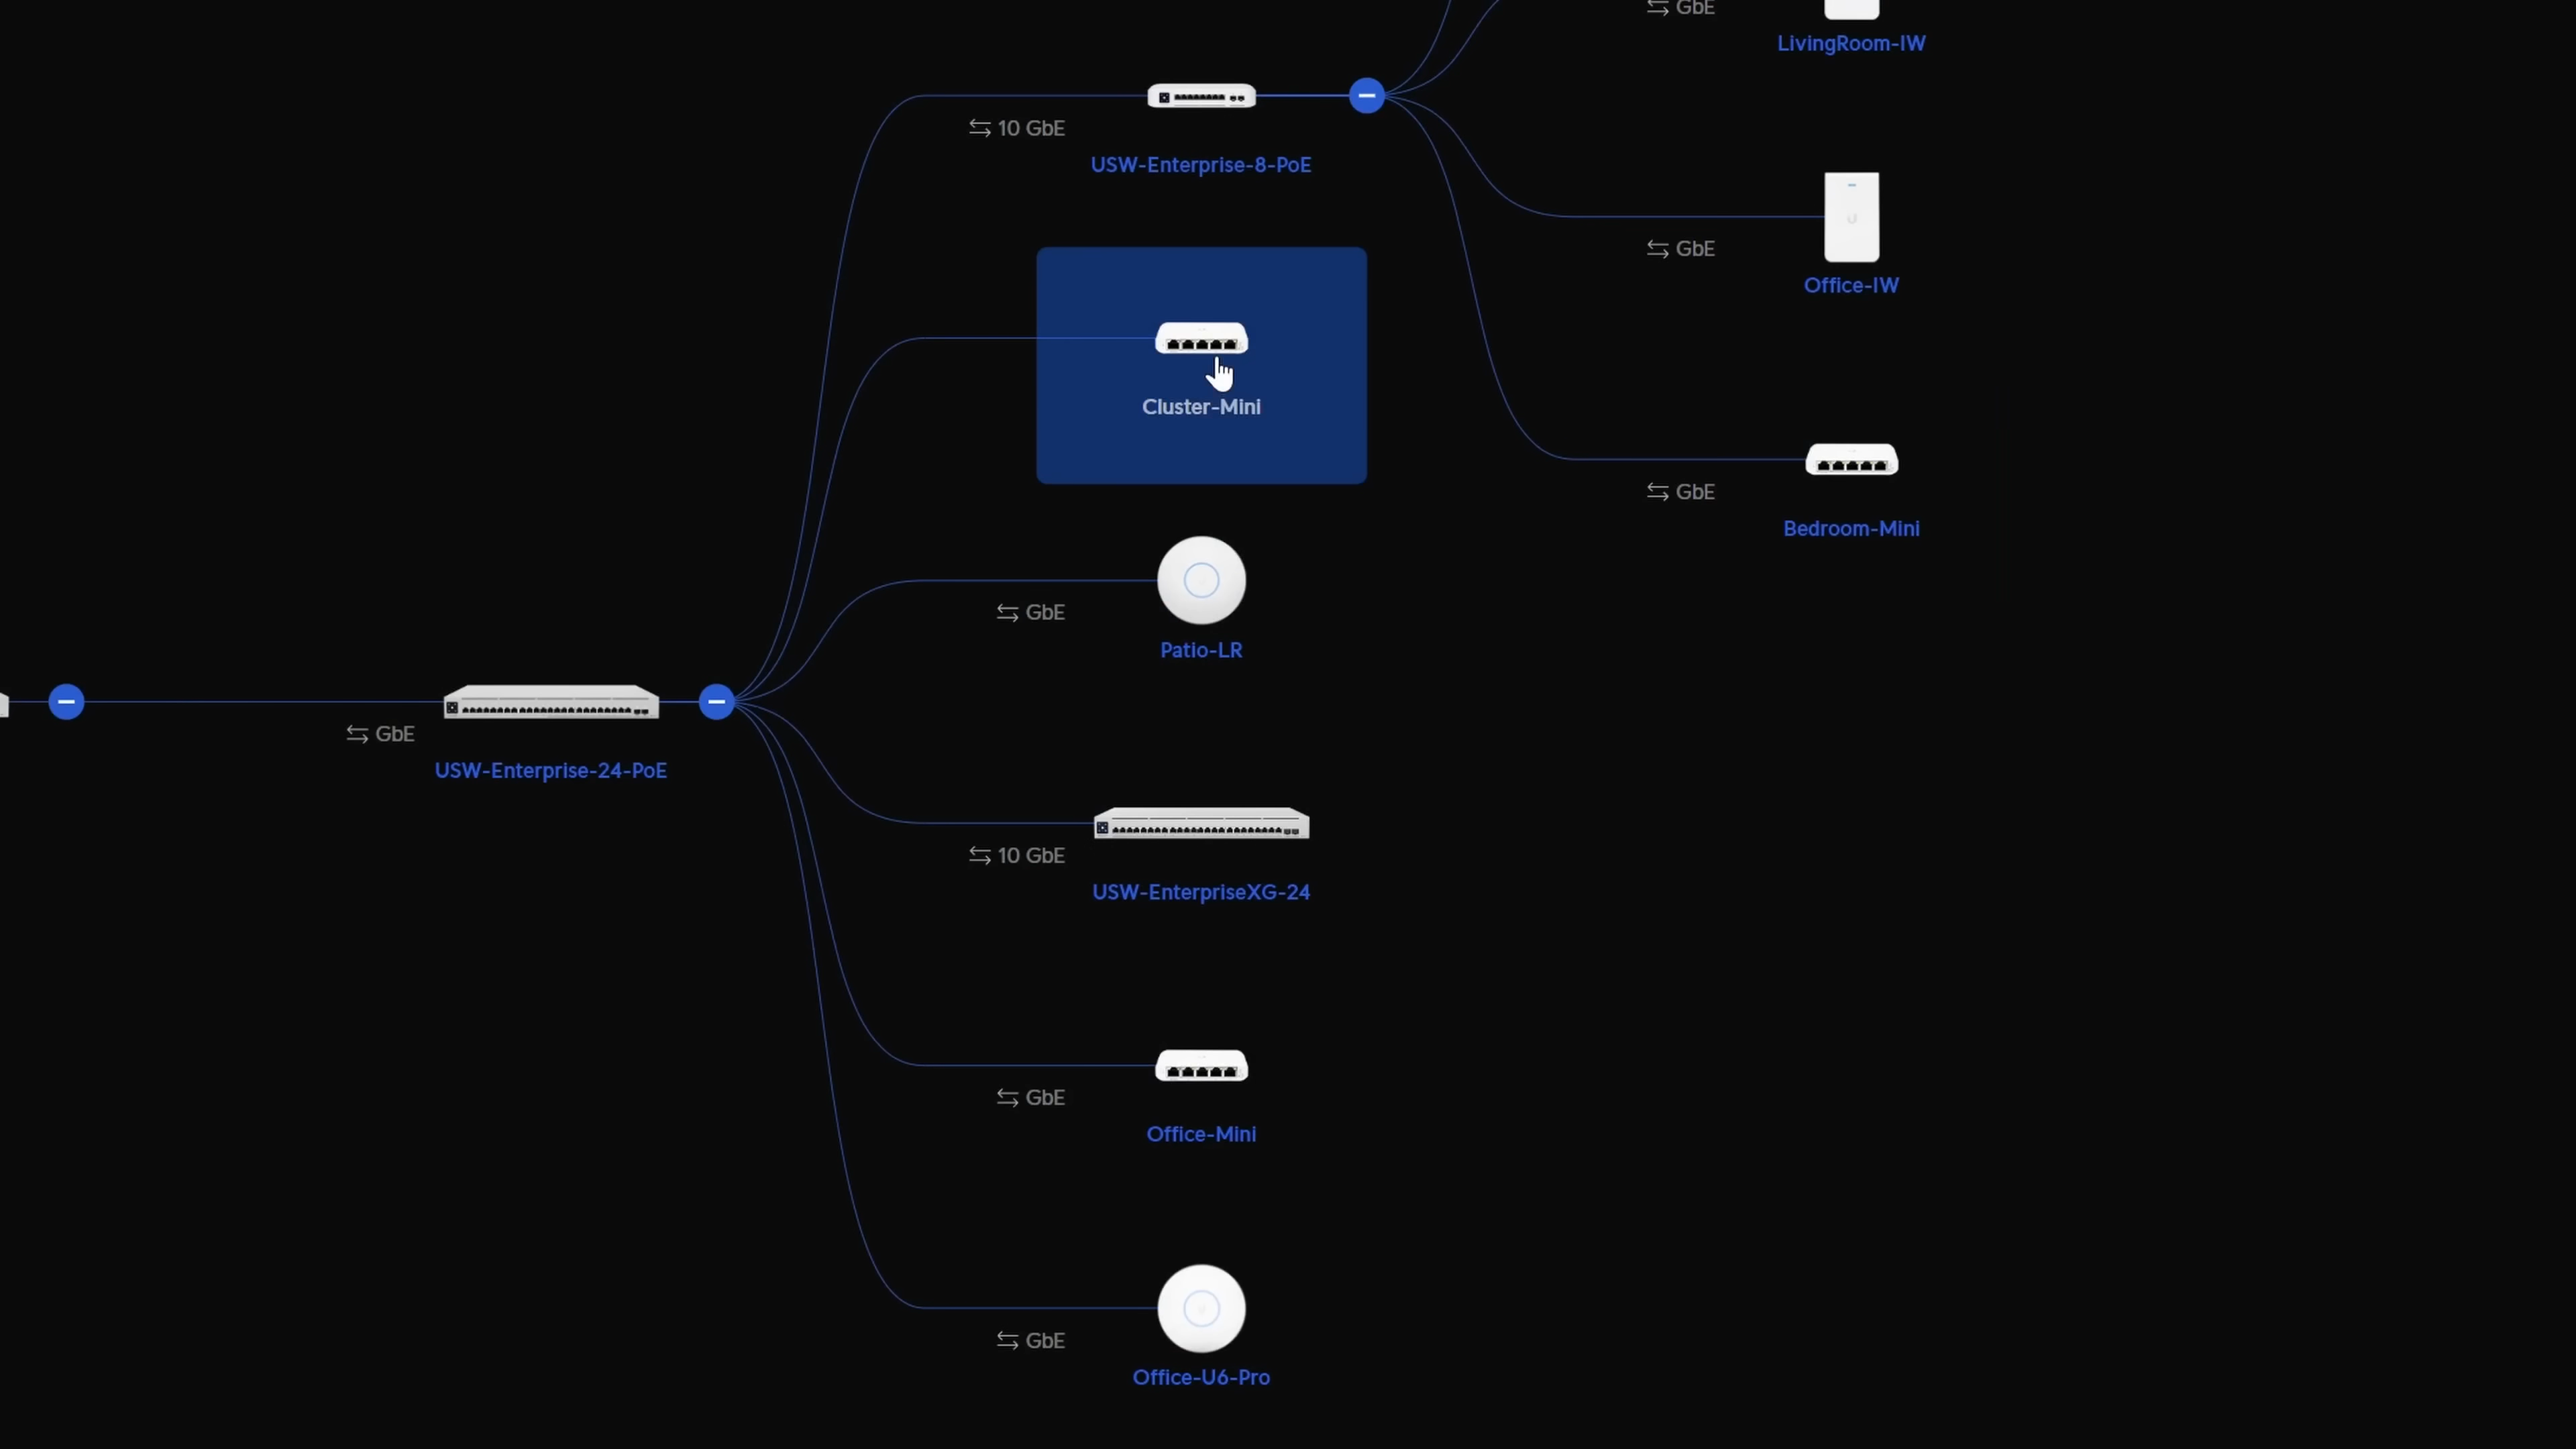 GbE
LivingRoom-IW
10 GbE
USW-Enterprise-8-PoE
GbE
Office-IW
Cluster-Mini
GbE
Bedroom-Mini
GbE
Patio-LR
GbE
USW-Enterprise-24-PoE
10 GbE
USW-EnterpriseXG-24
GbE
Office-Mini
GbE
Office-U6-Pro